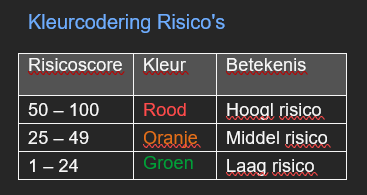 Kleurcodering Risico's
Risicoscore Kleur Betekenis
50 – 100 Rood Hoogl risico
25 – 49 Oranje Middel risico
1 – 24 Groen Laag risico